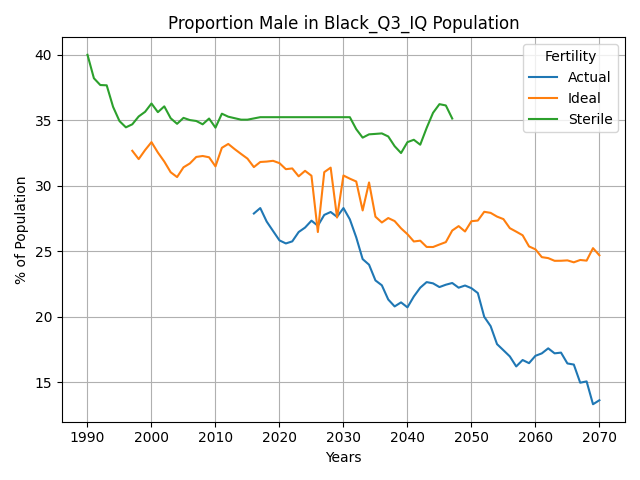 Proportion Male in Black_Q3_IQ Population
Fertility
Actual
Ideal
Sterile
% of Population
40
35
30
25
20
15
1990
2000
2010
2020
2030
2040
2050
2060
2070
Years